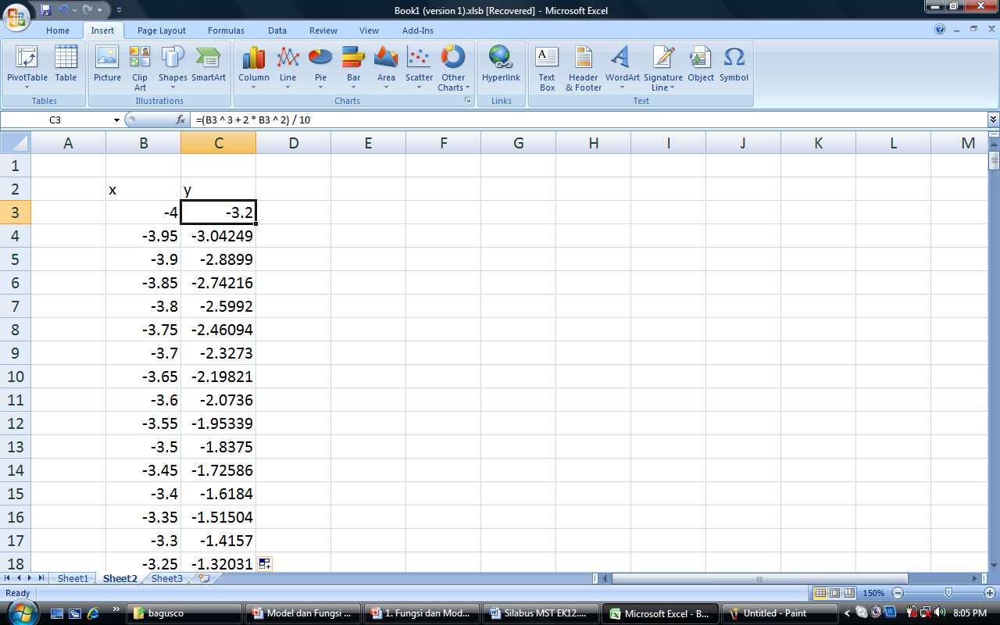 Book1 (version 1).xlsb [Recovered] - Microsoft Excel
Home Insert Page Layout Formulas Data Review View Add-Ins
PivotTable Table Picture Clip Art Shapes SmartArt Column Line Pie Bar Area Scatter Other Charts Hyperlink Text Box Header & Footer WordArt Signature Line Object Symbol
Tables Illustrations Charts Links Text
C3 fx =(B3 ^ 3 + 2 * B3 ^ 2) / 10
A B C D E F G H I J K L M
1
2 x y
3 -4 -3.2
4 -3.95 -3.04249
5 -3.9 -2.8899
6 -3.85 -2.74216
7 -3.8 -2.5992
8 -3.75 -2.46094
9 -3.7 -2.3273
10 -3.65 -2.19821
11 -3.6 -2.0736
12 -3.55 -1.95339
13 -3.5 -1.8375
14 -3.45 -1.72586
15 -3.4 -1.6184
16 -3.35 -1.51504
17 -3.3 -1.4157
18 -3.25 -1.32031
Sheet1 Sheet2 Sheet3
Ready 150%
bagusco Model dan Fungsi ... 1. Fungsi dan Mod... Silabus MST EK12.... Microsoft Excel - B... Untitled - Paint 8:05 PM